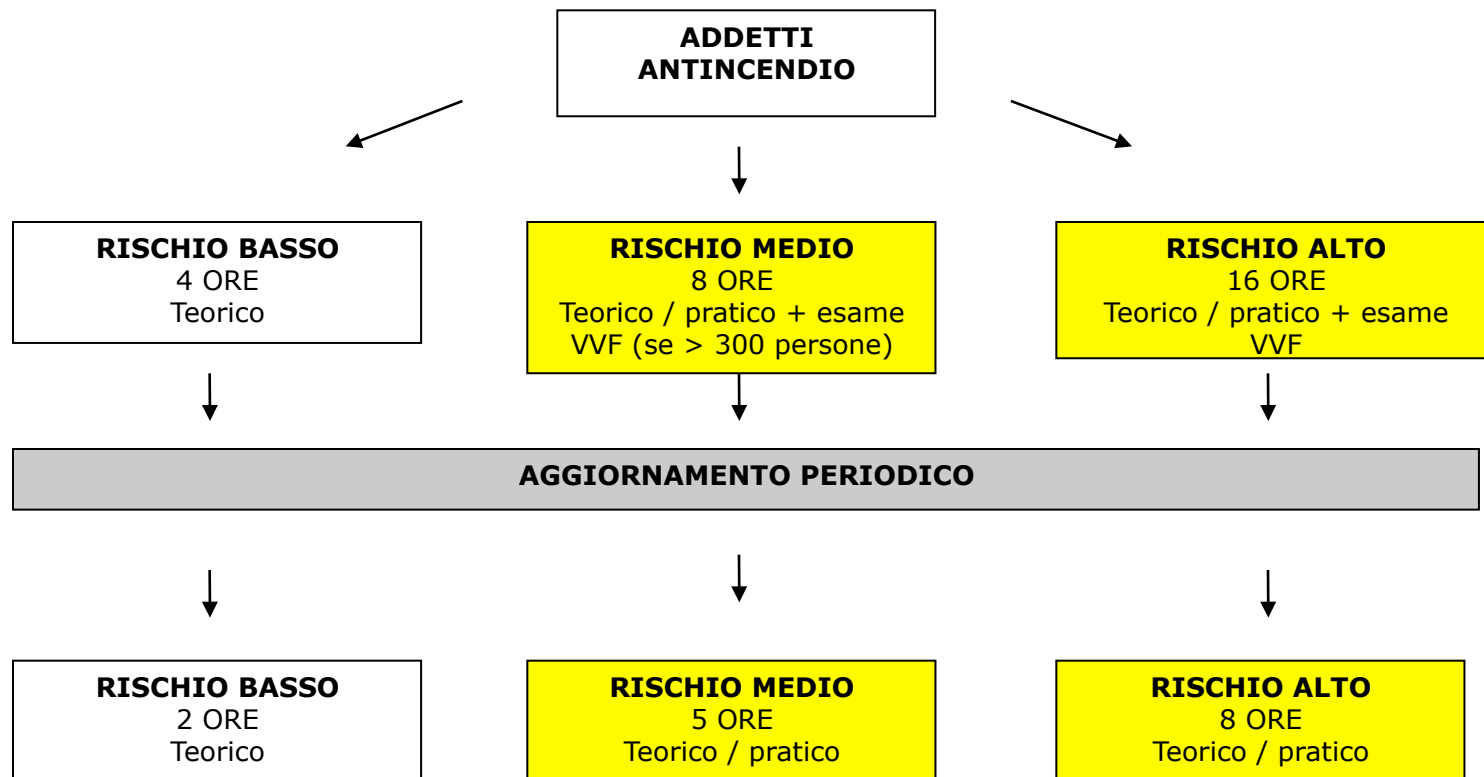 ADDETTI
ANTINCENDIO
RISCHIO BASSO
4 ORE
Teorico
RISCHIO MEDIO
8 ORE
Teorico / pratico + esame
VVF (se > 300 persone)
RISCHIO ALTO
16 ORE
Teorico / pratico + esame
VVF
AGGIORNAMENTO PERIODICO
RISCHIO BASSO
2 ORE
Teorico
RISCHIO MEDIO
5 ORE
Teorico / pratico
RISCHIO ALTO
8 ORE
Teorico / pratico